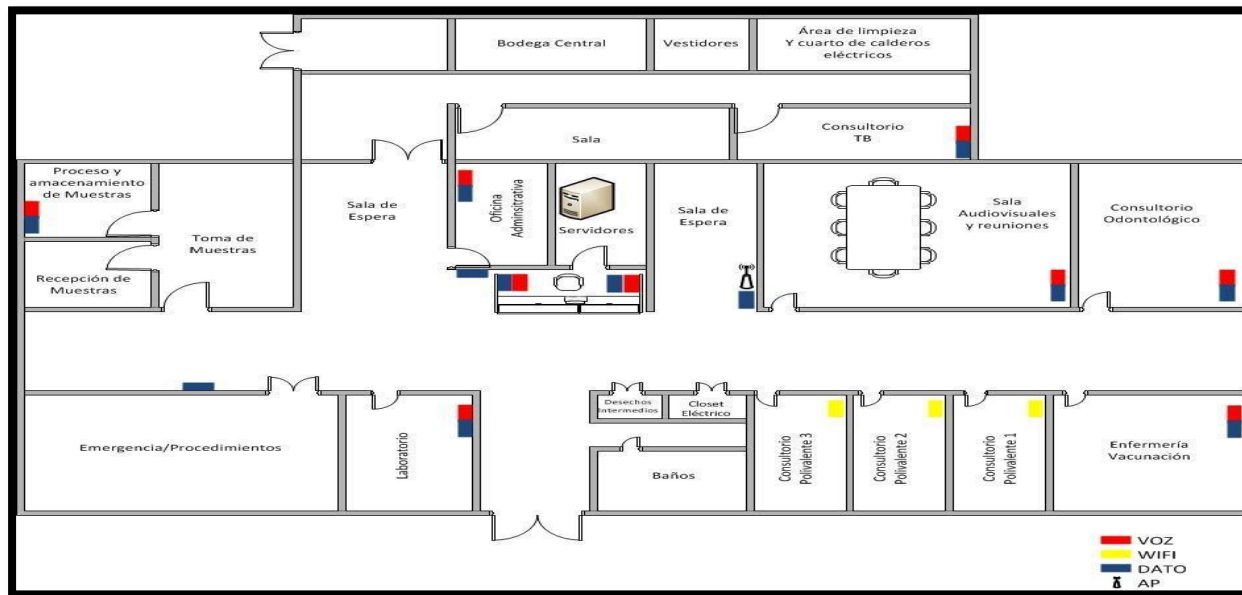 Bodega Central
Vestidores
Área de limpieza
Y cuarto de calderos
eléctricos
Sala
Consultorio
TB
Proceso y
amacenamiento
de Muestras
Toma de
Muestras
Recepción de
Muestras
Sala de
Espera
Oficina
Adminsitrativa
Servidores
Sala de
Espera
Sala
Audiovisuales
y reuniones
Consultorio
Odontológico
Emergencia/Procedimientos
Laboratorio
Desechos
Intermedios
Closet
Eléctrico
Baños
Consultorio
Polivalente 3
Consultorio
Polivalente 2
Consultorio
Polivalente 1
Enfermería
Vacunación
VOZ
WIFI
DATO
AP